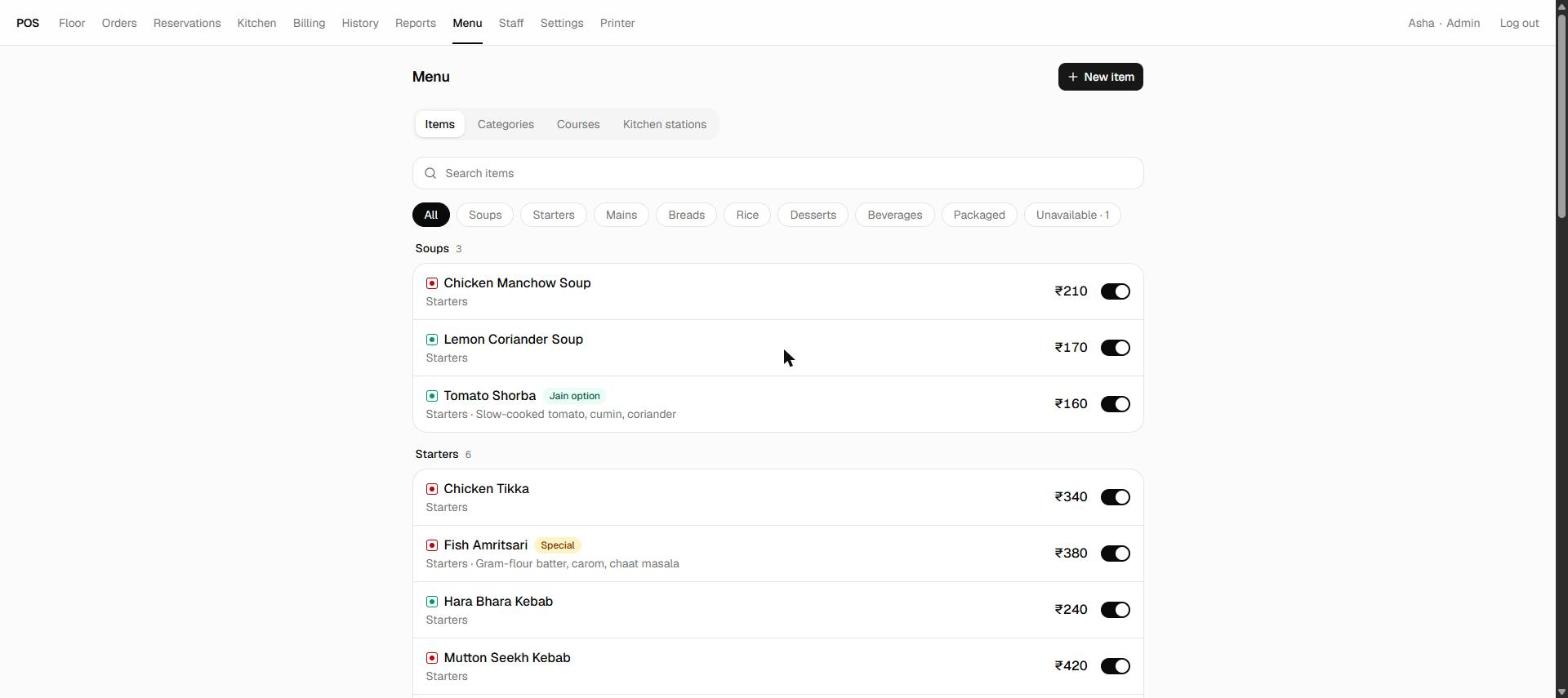 POS Floor Orders Reservations Kitchen Billing History Reports Menu Staff Settings Printer Asha · Admin Log out
Menu
New item
Items Categories Courses Kitchen stations
Search items
All Soups Starters Mains Breads Rice Desserts Beverages Packaged Unavailable · 1
Soups 3
Chicken Manchow Soup
Starters
₹210
Lemon Coriander Soup
Starters
₹170
Tomato Shorba Jain option
Starters · Slow-cooked tomato, cumin, coriander
₹160
Starters 6
Chicken Tikka
Starters
₹340
Fish Amritsari Special
Starters · Gram-flour batter, carom, chaat masala
₹380
Hara Bhara Kebab
Starters
₹240
Mutton Seekh Kebab
Starters
₹420